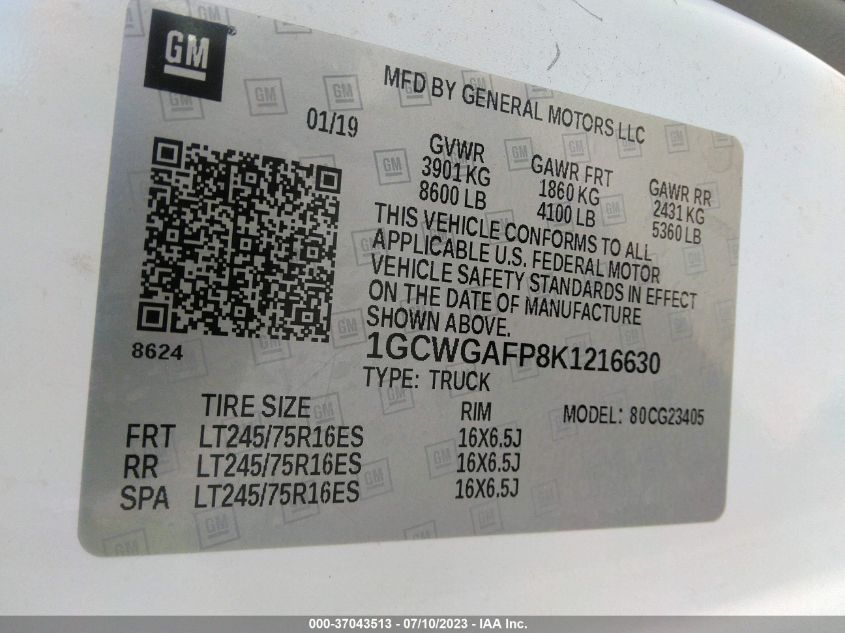 GM
MFD BY GENERAL MOTORS LLC
01/19
GVWR
3901 KG
8600 LB
GAWR FRT
1860 KG
4100 LB
GAWR RR
2431 KG
5360 LB
THIS VEHICLE CONFORMS TO ALL
APPLICABLE U.S. FEDERAL MOTOR
VEHICLE SAFETY STANDARDS IN EFFECT
ON THE DATE OF MANUFACTURE
SHOWN ABOVE.
8624
1GCWGAFP8K1216630
TYPE: TRUCK
TIRE SIZE RIM MODEL: 80CG23405
FRT LT245/75R16ES 16X6.5J
RR LT245/75R16ES 16X6.5J
SPA LT245/75R16ES 16X6.5J
000-37043513 - 07/10/2023 - IAA Inc.